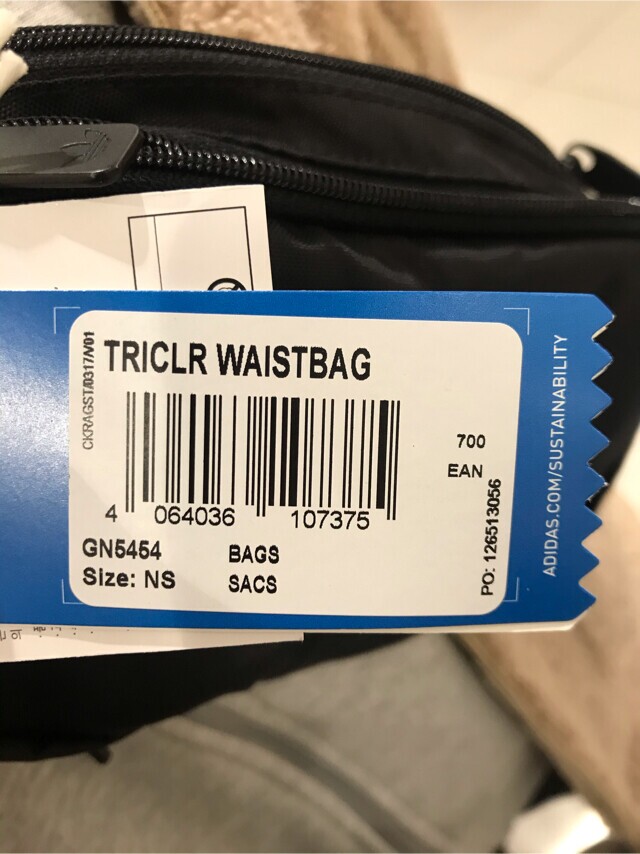 CKRAGST/0317/V01
TRICLR WAISTBAG
4 064036 107375
700
EAN
GN5454
BAGS
Size: NS
SACS
PO: 126513056
ADIDAS.COM/SUSTAINABILITY